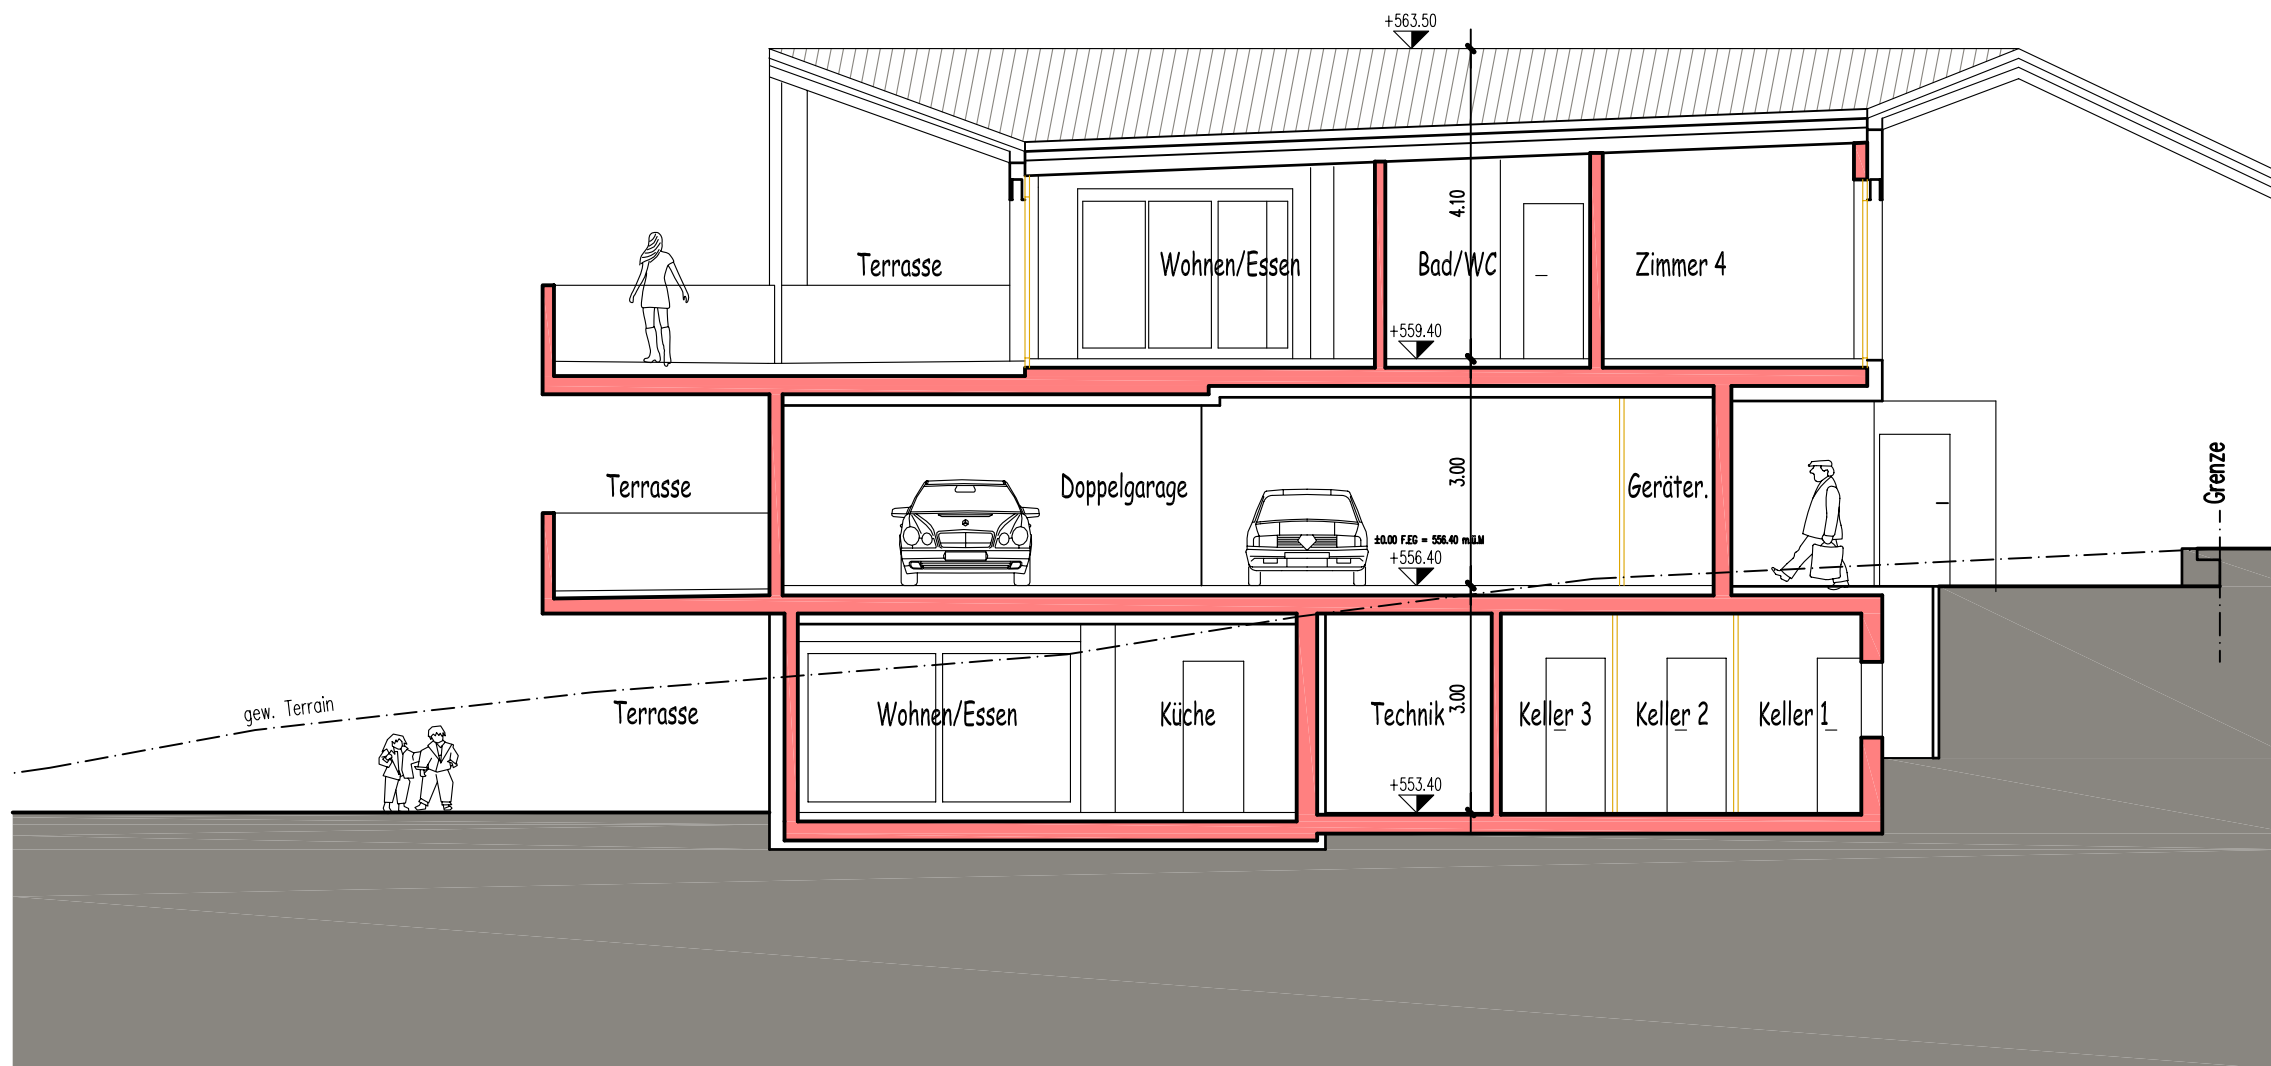 +563.50
4.10
Terrasse
Wohnen/Essen
Bad/WC
Zimmer 4
+559.40
Terrasse
Doppelgarage
3.00
Geräter.
Grenze
±0.00 F.EG = 556.40 m.ü.M
+556.40
gew. Terrain
Terrasse
Wohnen/Essen
Küche
Technik
3.00
Keller 3
Keller 2
Keller 1
+553.40